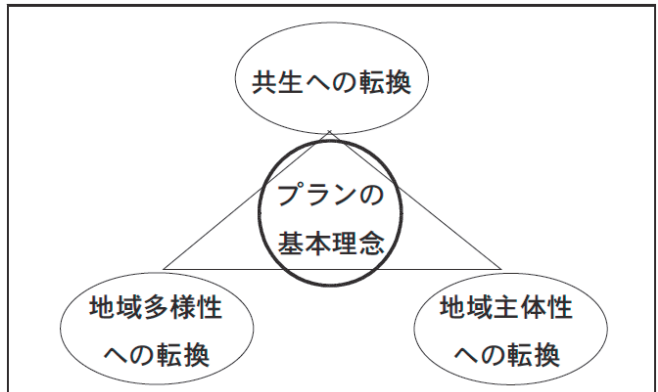 共生への転換
プランの
基本理念
地域多様性
への転換
地域主体性
への転換